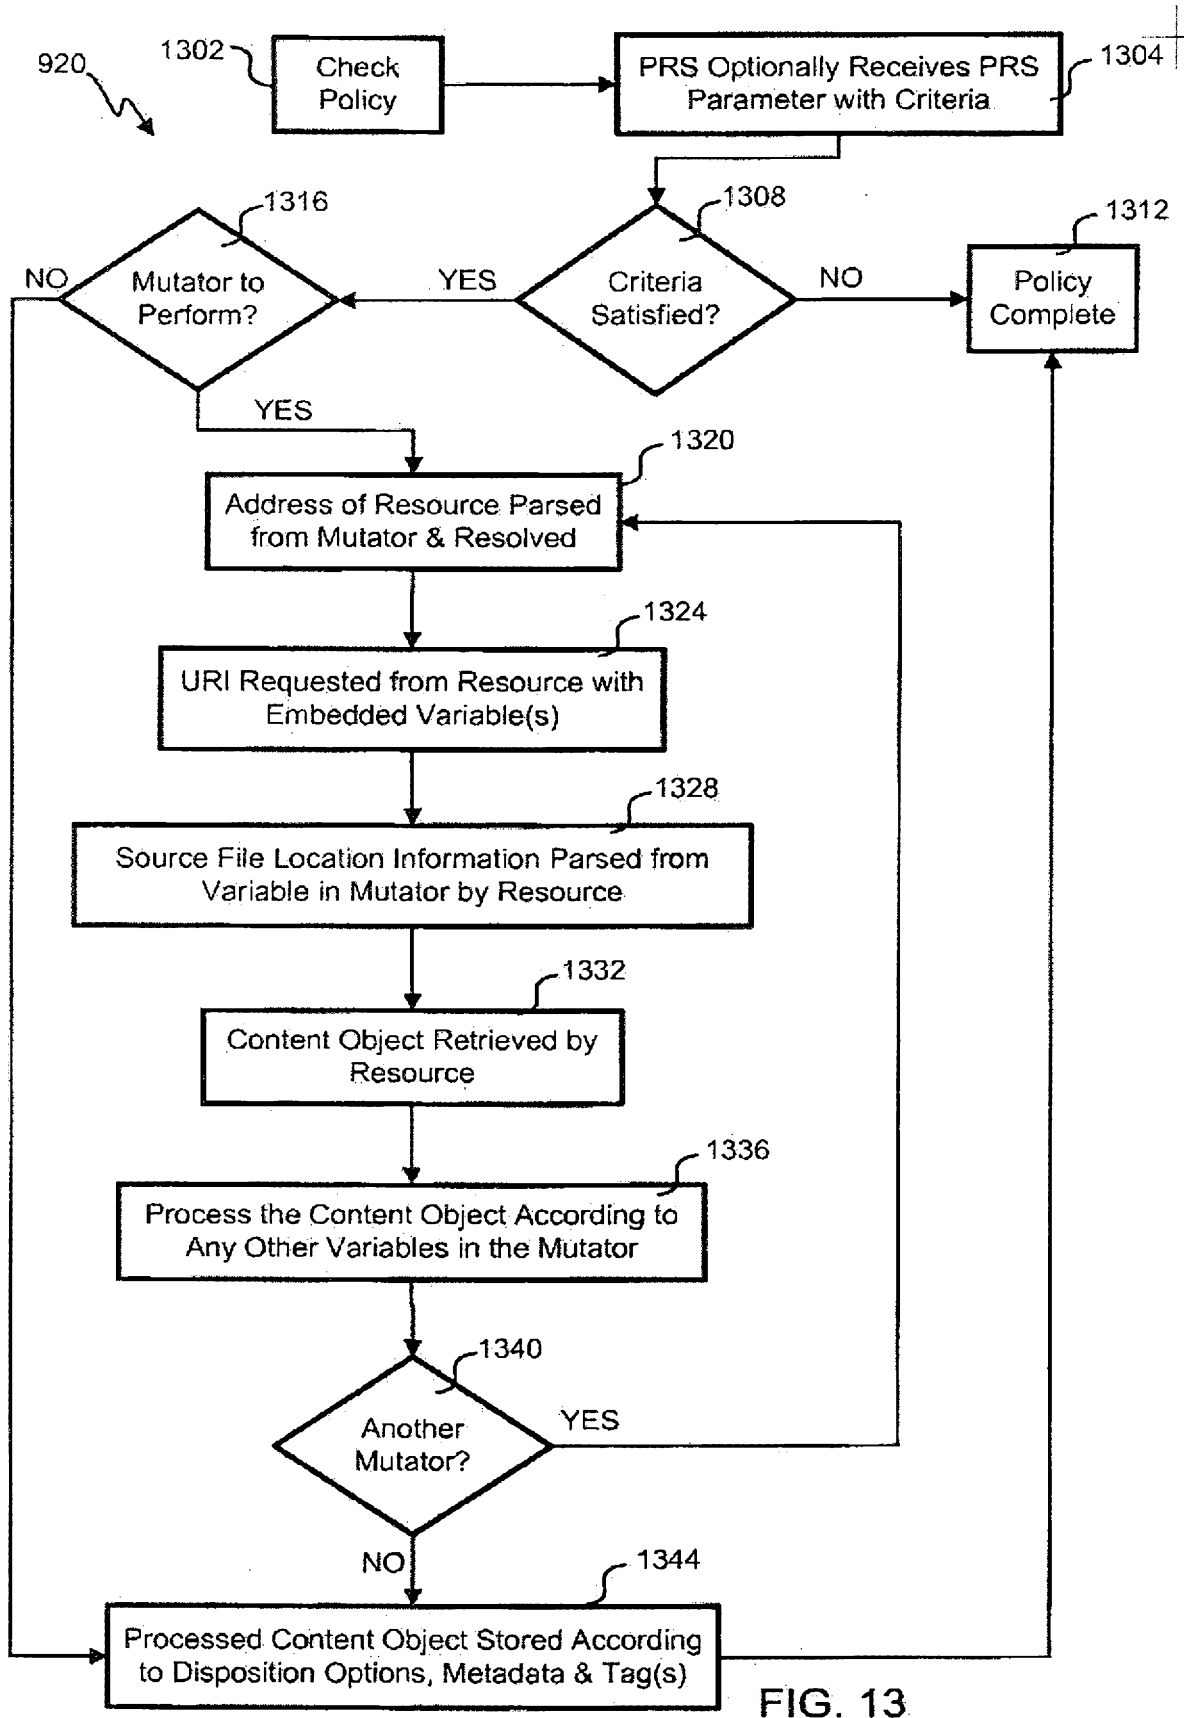 920
1302
Check
Policy
PRS Optionally Receives PRS
Parameter with Criteria
1304
1316
Mutator to
Perform?
NO
YES
1308
Criteria
Satisfied?
YES
NO
1312
Policy
Complete
1320
Address of Resource Parsed
from Mutator & Resolved
1324
URI Requested from Resource with
Embedded Variable(s)
1328
Source File Location Information Parsed from
Variable in Mutator by Resource
1332
Content Object Retrieved by
Resource
1336
Process the Content Object According to
Any Other Variables in the Mutator
1340
Another
Mutator?
YES
NO
1344
Processed Content Object Stored According
to Disposition Options, Metadata & Tag(s)
FIG. 13